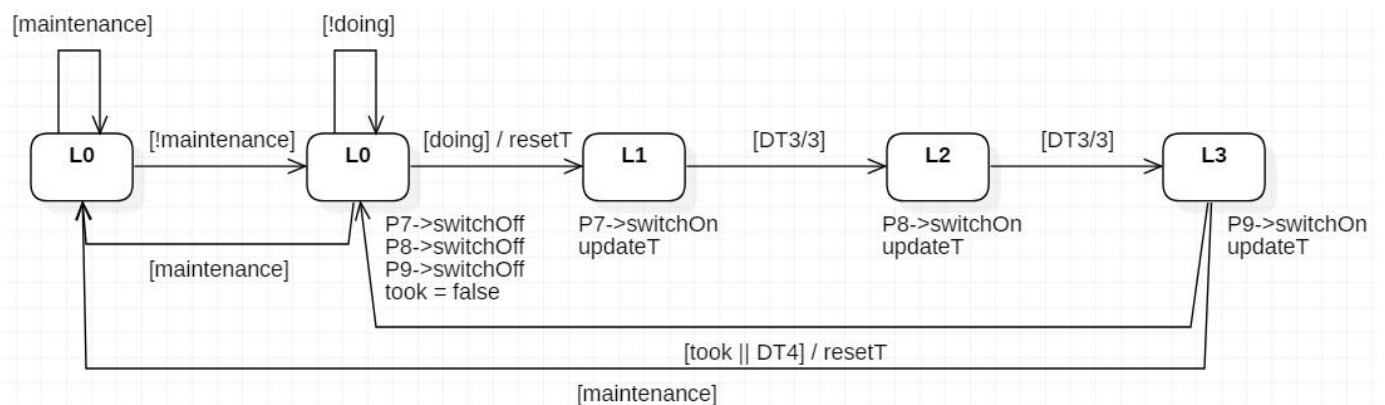 [maintenance]
[!doing]
L0
[!maintenance]
L0
[doing] / resetT
L1
[DT3/3]
L2
[DT3/3]
L3
P7->switchOff
P8->switchOff
P9->switchOff
took = false
P7->switchOn
updateT
P8->switchOn
updateT
P9->switchOn
updateT
[maintenance]
[took || DT4] / resetT
[maintenance]